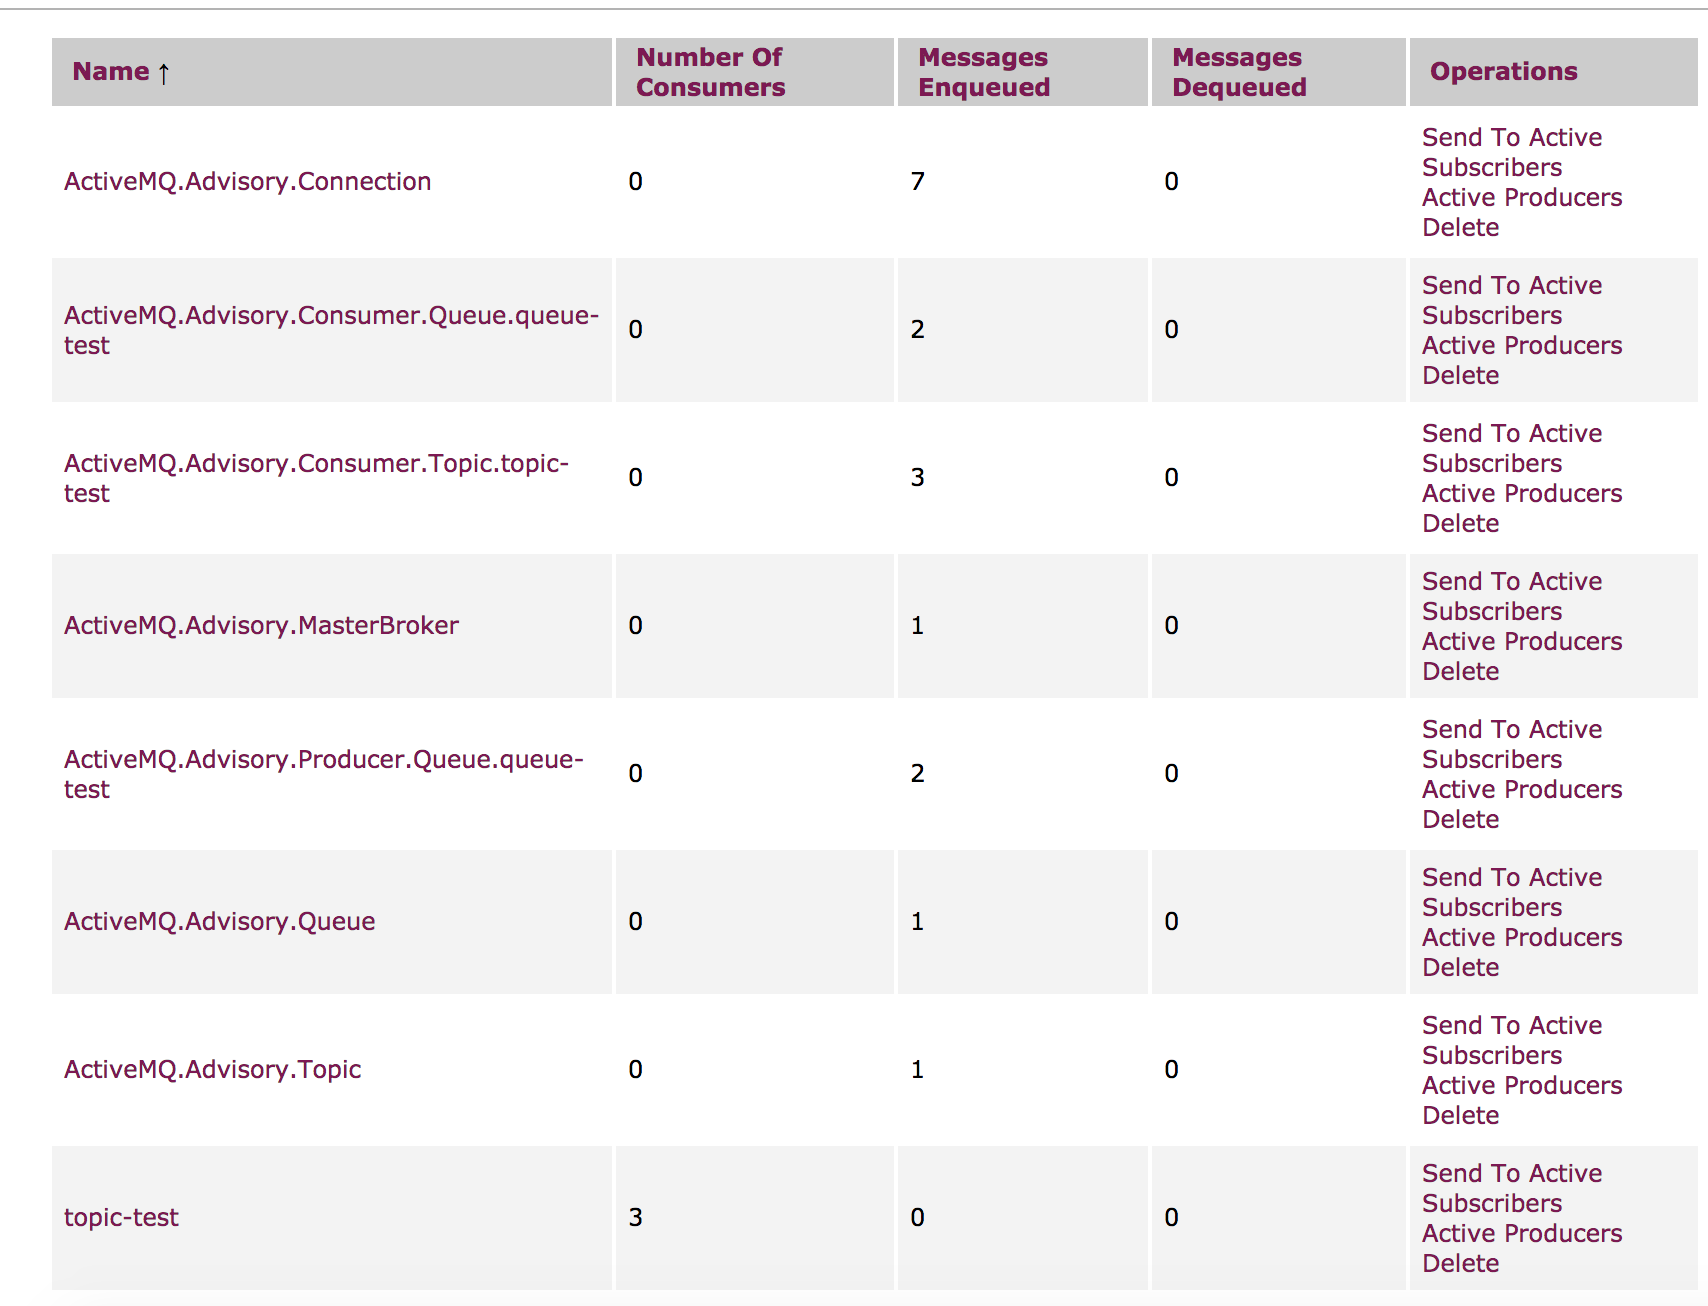 Name ↑
Number Of
Consumers
Messages
Enqueued
Messages
Dequeued
Operations
ActiveMQ.Advisory.Connection
0
7
0
Send To Active
Subscribers
Active Producers
Delete
ActiveMQ.Advisory.Consumer.Queue.queue-
test
0
2
0
Send To Active
Subscribers
Active Producers
Delete
ActiveMQ.Advisory.Consumer.Topic.topic-
test
0
3
0
Send To Active
Subscribers
Active Producers
Delete
ActiveMQ.Advisory.MasterBroker
0
1
0
Send To Active
Subscribers
Active Producers
Delete
ActiveMQ.Advisory.Producer.Queue.queue-
test
0
2
0
Send To Active
Subscribers
Active Producers
Delete
ActiveMQ.Advisory.Queue
0
1
0
Send To Active
Subscribers
Active Producers
Delete
ActiveMQ.Advisory.Topic
0
1
0
Send To Active
Subscribers
Active Producers
Delete
topic-test
3
0
0
Send To Active
Subscribers
Active Producers
Delete